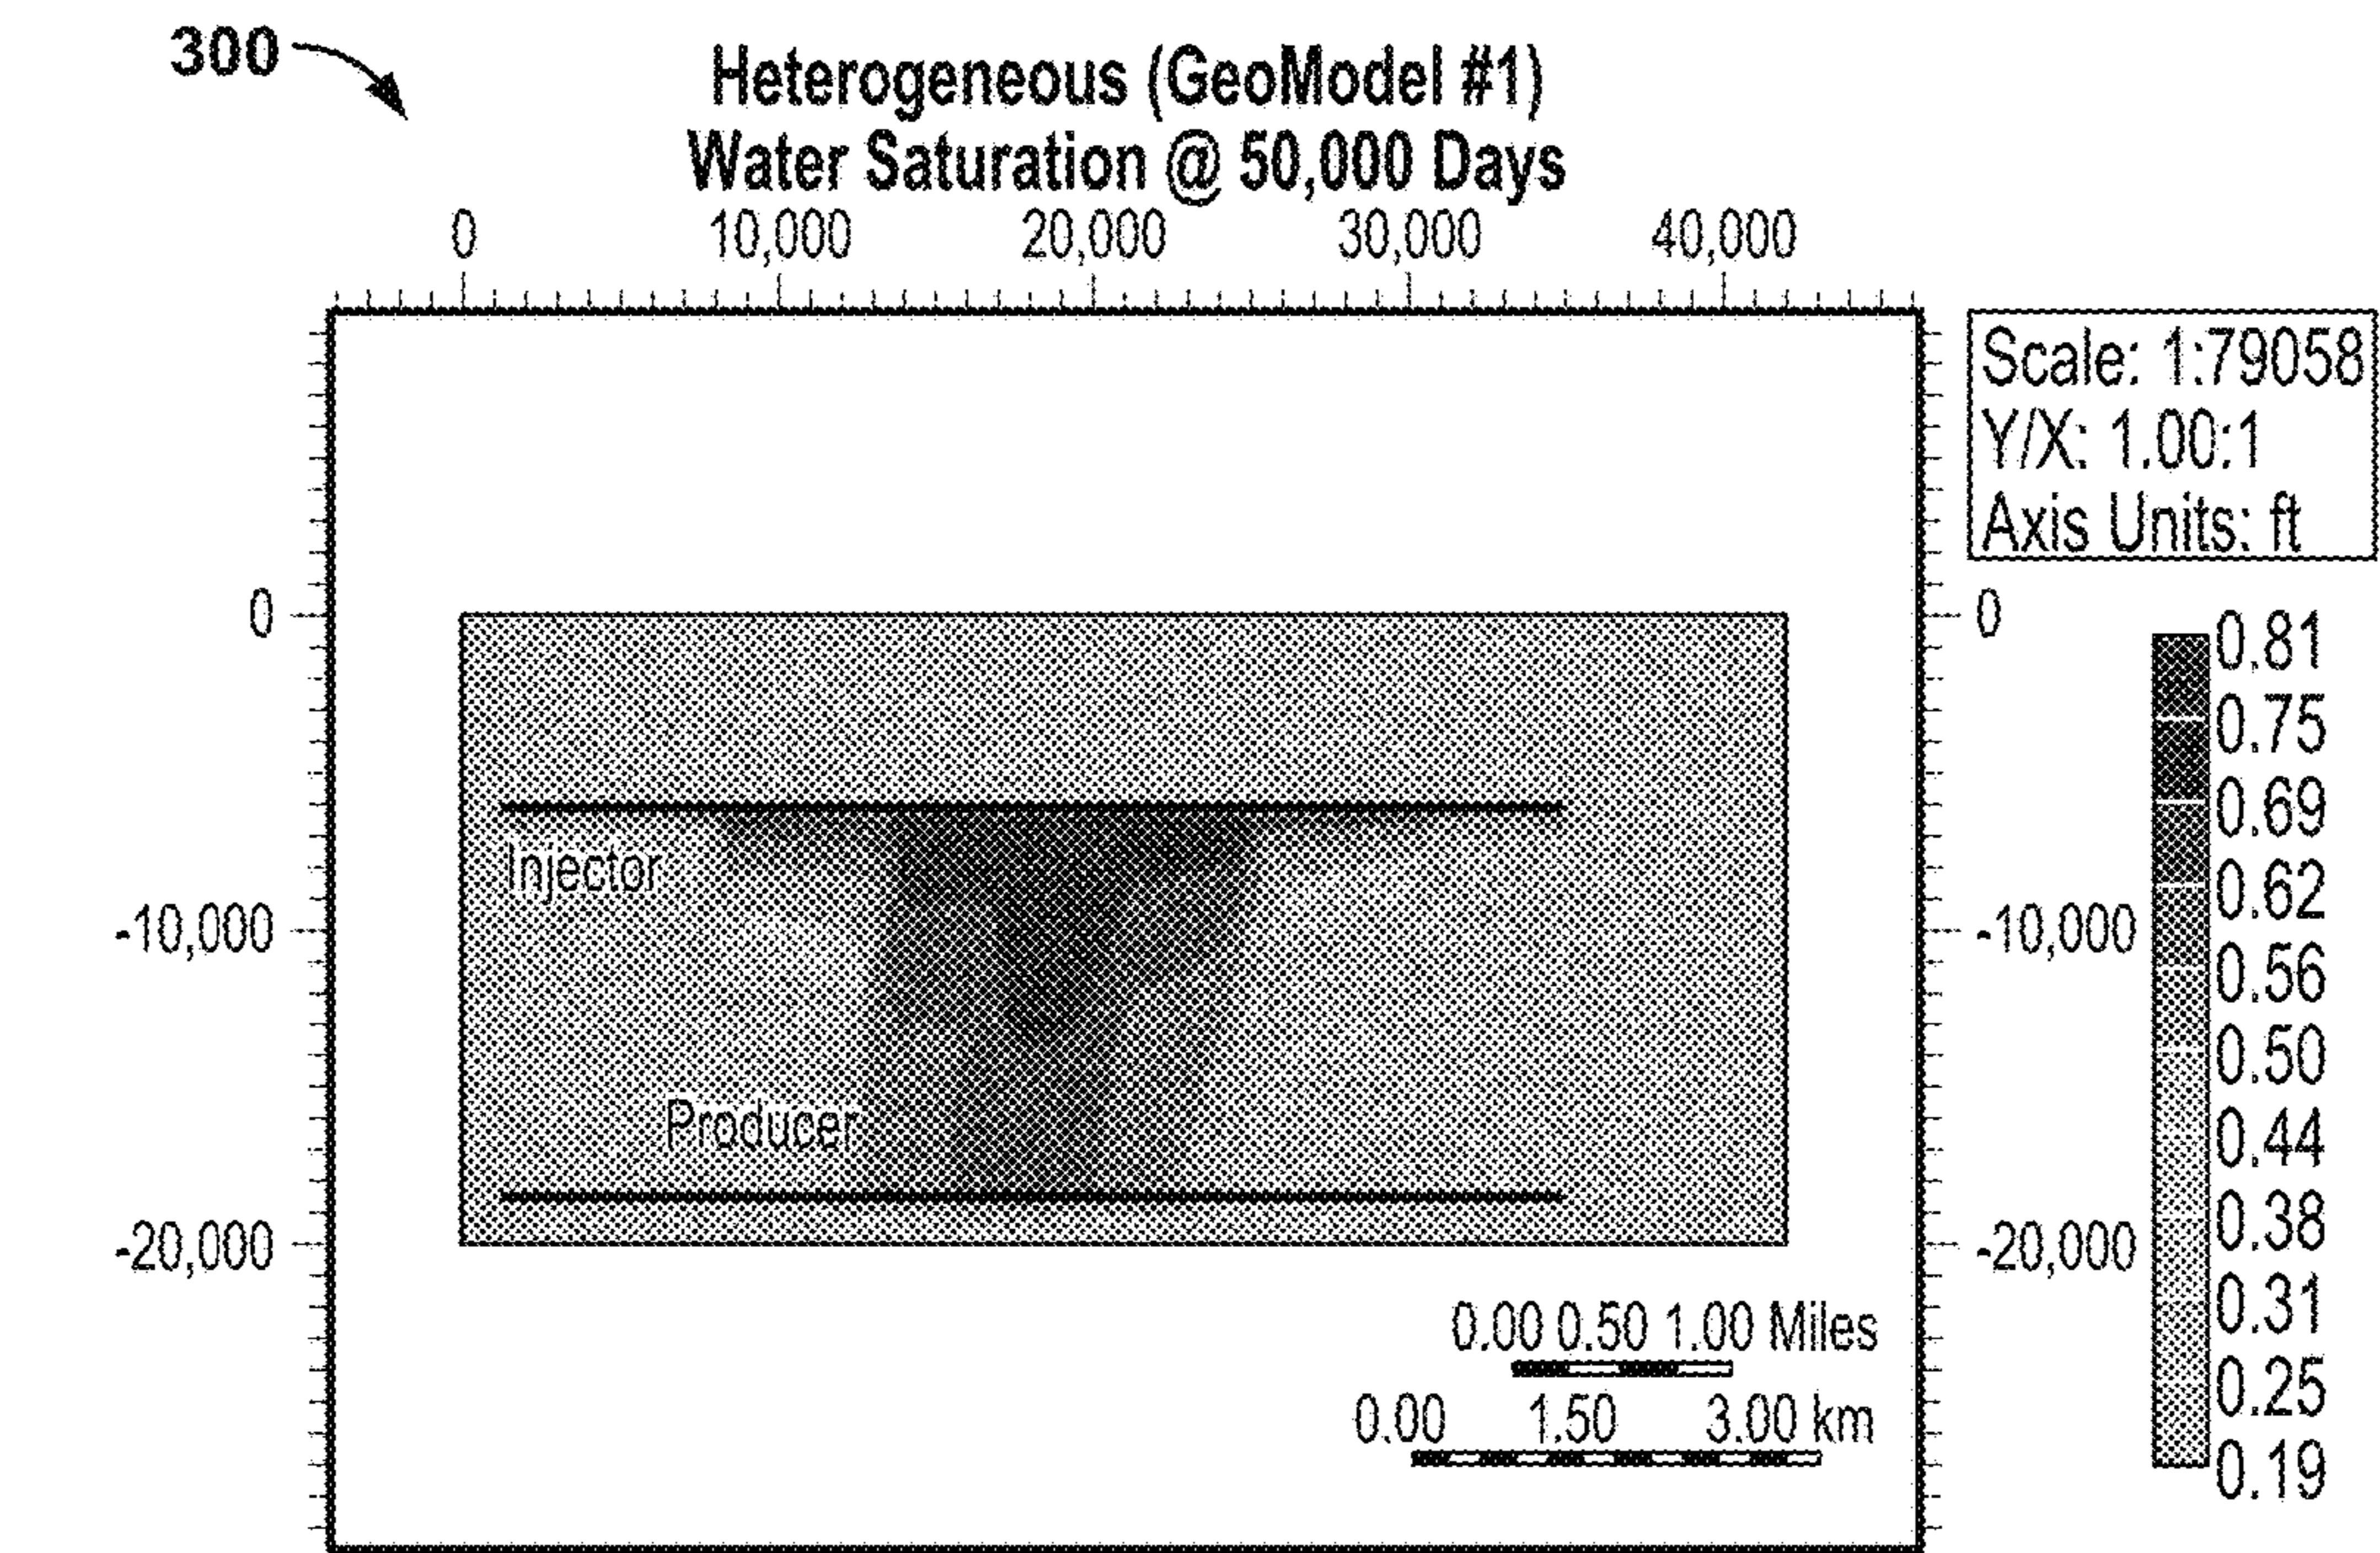 300
Heterogeneous (GeoModel #1)
Water Saturation @ 50,000 Days
0 10,000 20,000 30,000 40,000
Scale: 1:79058
Y/X: 1.00:1
Axis Units: ft
0
-10,000
-20,000
Injector
Producer
0
-10,000
-20,000
0.81
0.75
0.69
0.62
0.56
0.50
0.44
0.38
0.31
0.25
0.19
0.00 0.50 1.00 Miles
0.00 1.50 3.00 km